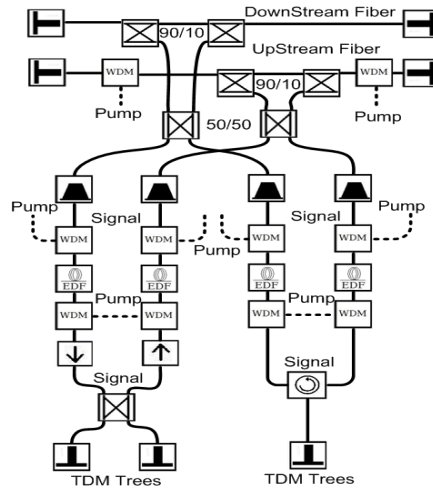 DownStream Fiber
90/10
UpStream Fiber
WDM
WDM
90/10
Pump
Pump
50/50
Pump
Signal
Signal
Pump
WDM
WDM
Pump
WDM
WDM
EDF
EDF
EDF
EDF
Pump
Pump
WDM
WDM
WDM
WDM
Signal
Signal
TDM Trees
TDM Trees